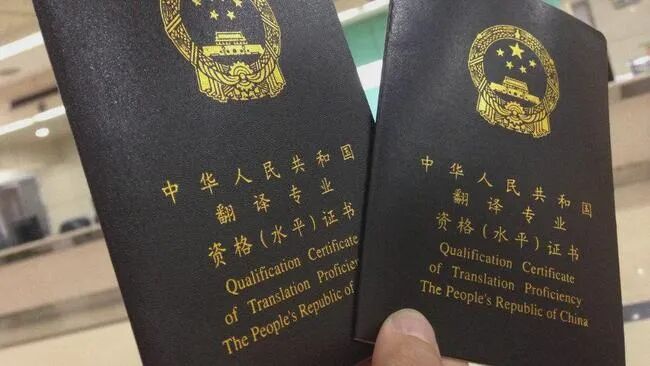 中华人民共和国
翻译专业
资格(水平)证书
Qualification Certificate
of Translation Proficiency
The People's Republic of
中华人民共和国
翻译专业
资格(水平)证书
Qualification Certificate
of Translation Proficiency
The People's Republic of China